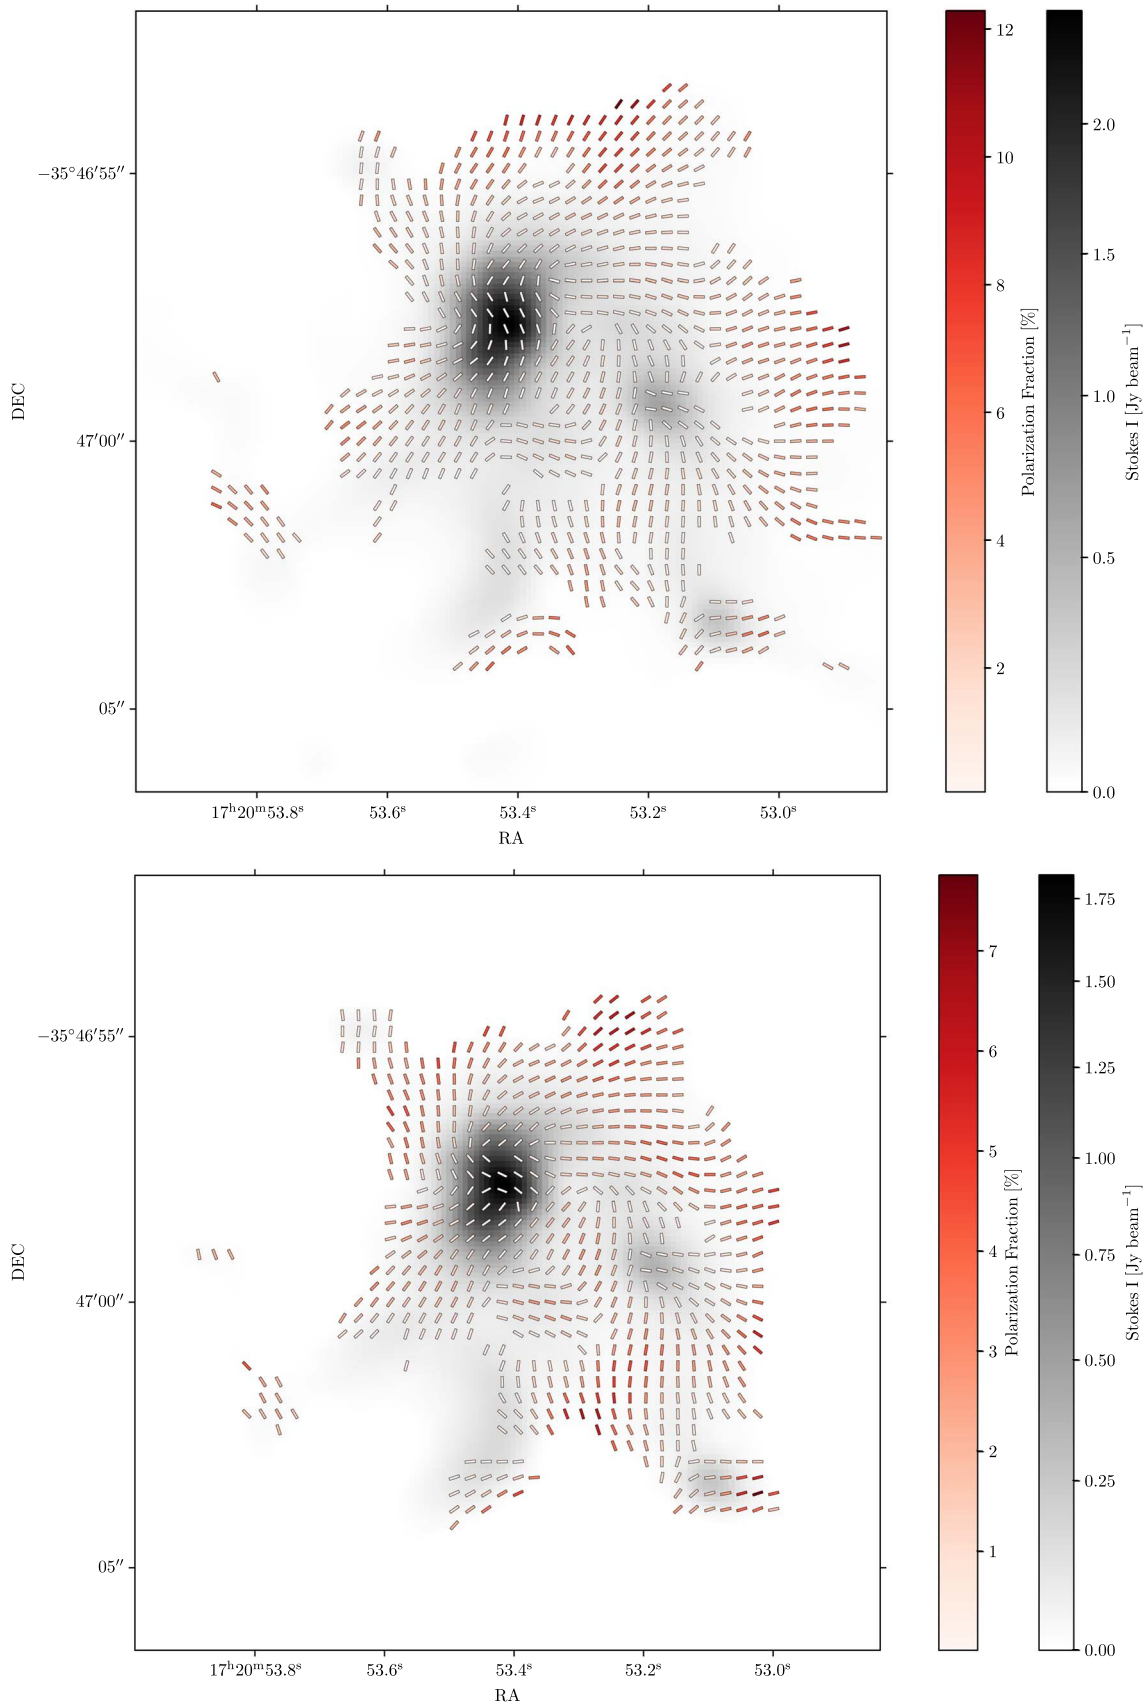 −35°46′55″
47′00″
05″
DEC
17ʰ20ᵐ53.8ˢ
53.6ˢ
53.4ˢ
53.2ˢ
53.0ˢ
RA
12
10
8
6
4
2
Polarization Fraction [%]
2.0
1.5
1.0
0.5
0.0
Stokes I [Jy beam⁻¹]
−35°46′55″
47′00″
05″
DEC
17ʰ20ᵐ53.8ˢ
53.6ˢ
53.4ˢ
53.2ˢ
53.0ˢ
RA
7
6
5
4
3
2
1
Polarization Fraction [%]
1.75
1.50
1.25
1.00
0.75
0.50
0.25
0.00
Stokes I [Jy beam⁻¹]